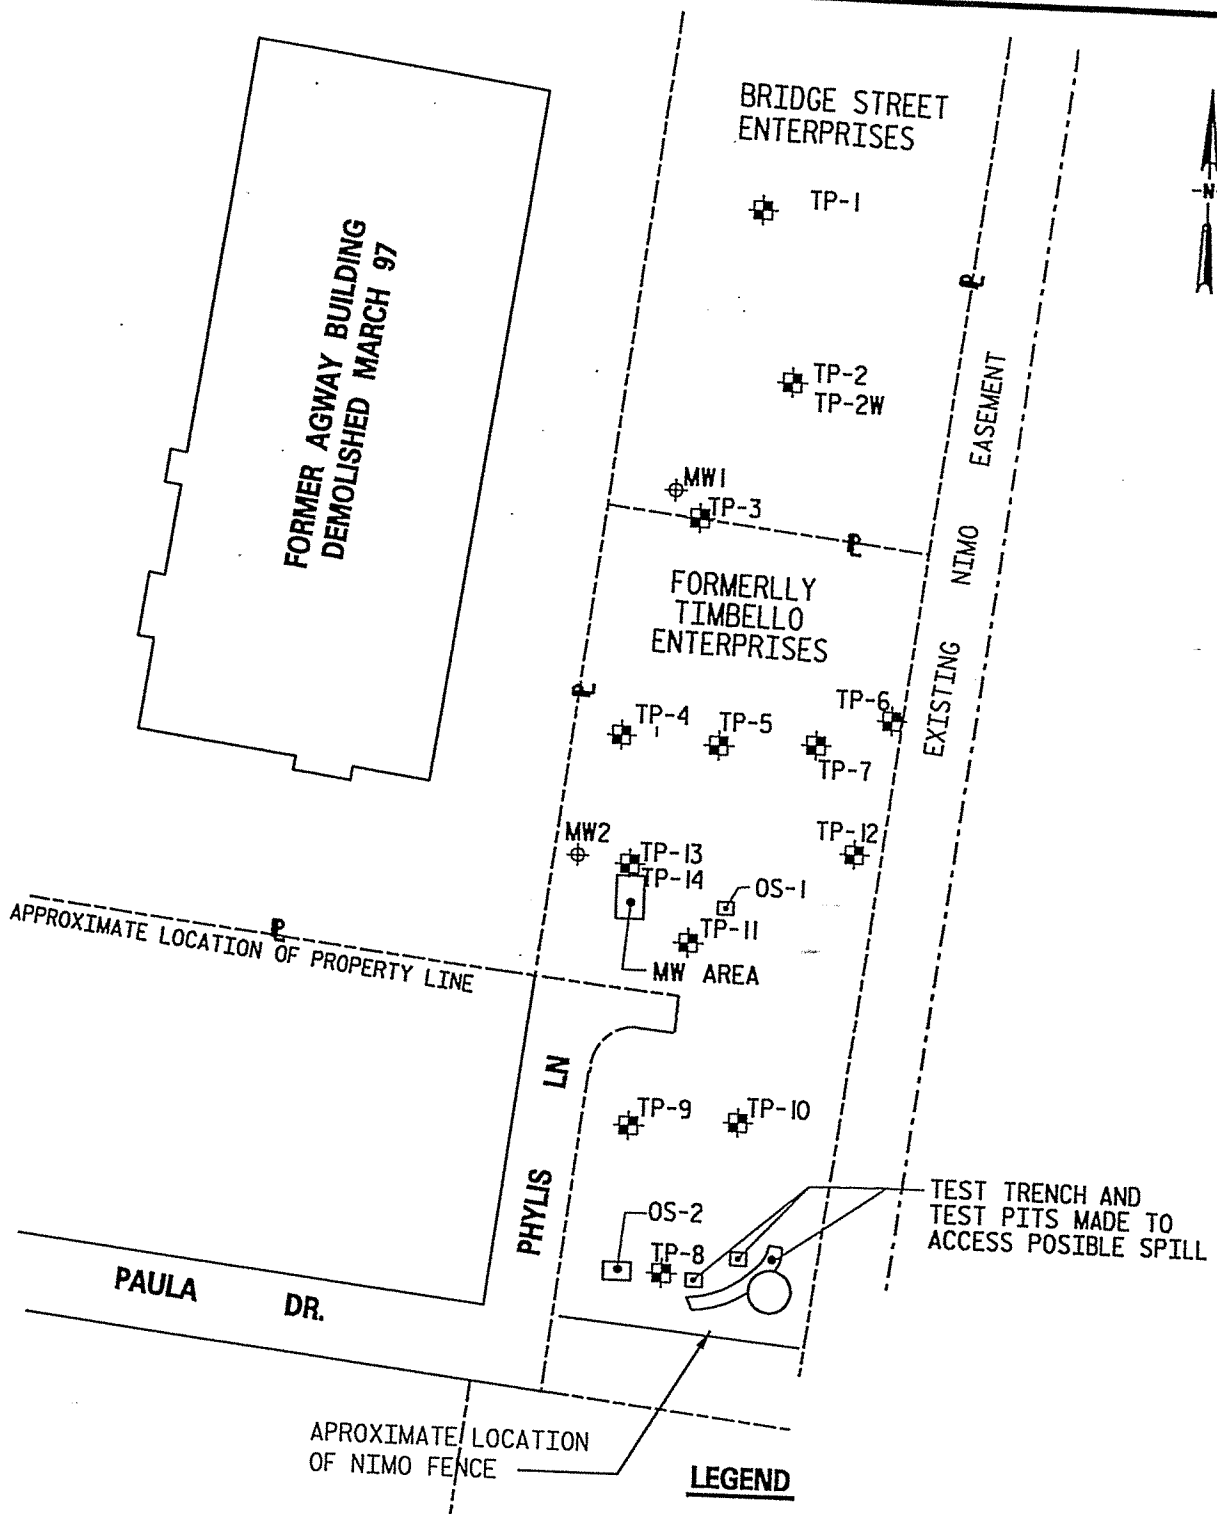 BRIDGE STREET
ENTERPRISES
-N-
TP-1
FORMER AGWAY BUILDING
DEMOLISHED MARCH 97
PL
TP-2
TP-2W
EXISTING NIMO EASEMENT
MW1
TP-3
PL
FORMERLLY
TIMBELLO
ENTERPRISES
PL
TP-6
TP-4
TP-5
TP-7
MW2
TP-12
TP-13
TP-14
OS-1
TP-11
MW AREA
PL
APPROXIMATE LOCATION OF PROPERTY LINE
PHYLIS LN
TP-9
TP-10
TEST TRENCH AND
TEST PITS MADE TO
ACCESS POSIBLE SPILL
OS-2
TP-8
PAULA DR.
APROXIMATE LOCATION
OF NIMO FENCE
LEGEND